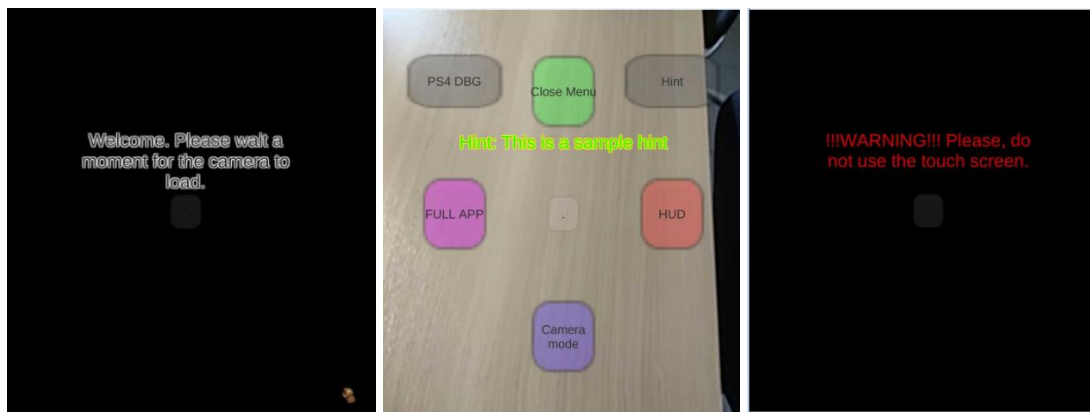 Welcome. Please wait a
moment for the camera to
load.
PS4 DBG
Close Menu
Hint
Hint: This is a sample hint
FULL APP
.
HUD
Camera
mode
!!!WARNING!!! Please, do
not use the touch screen.